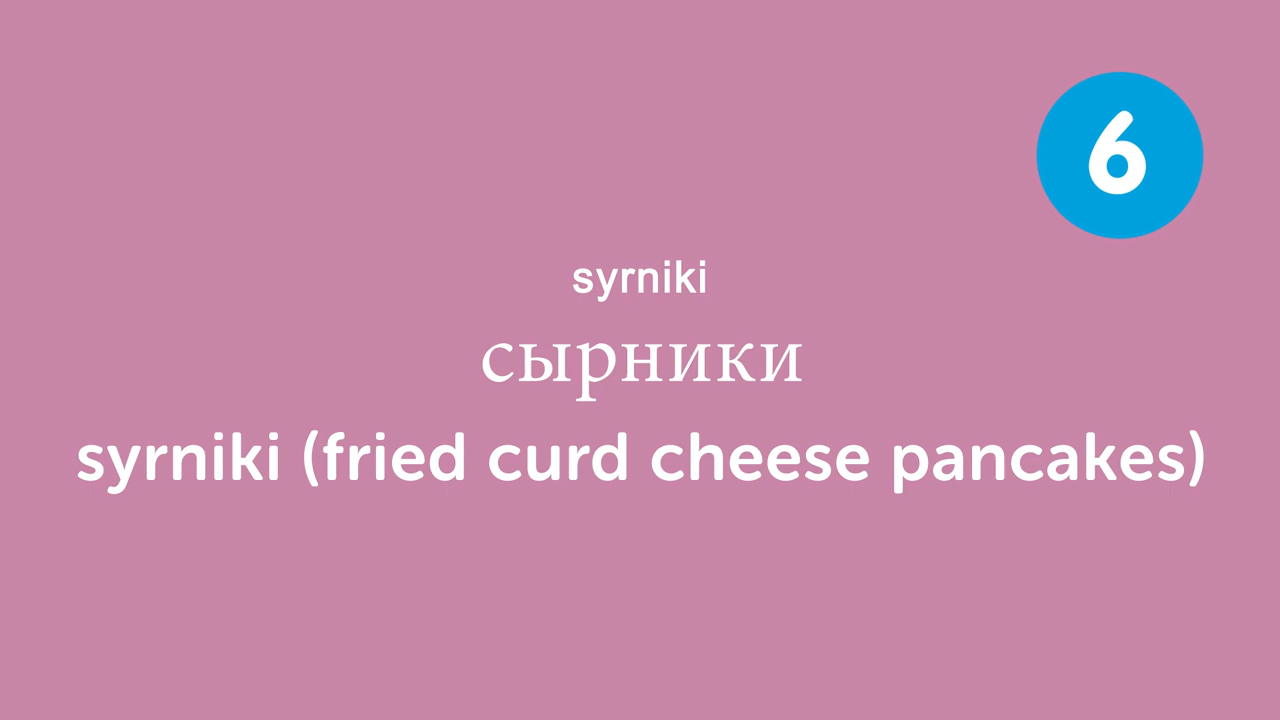 6
syrniki
сырники
syrniki (fried curd cheese pancakes)